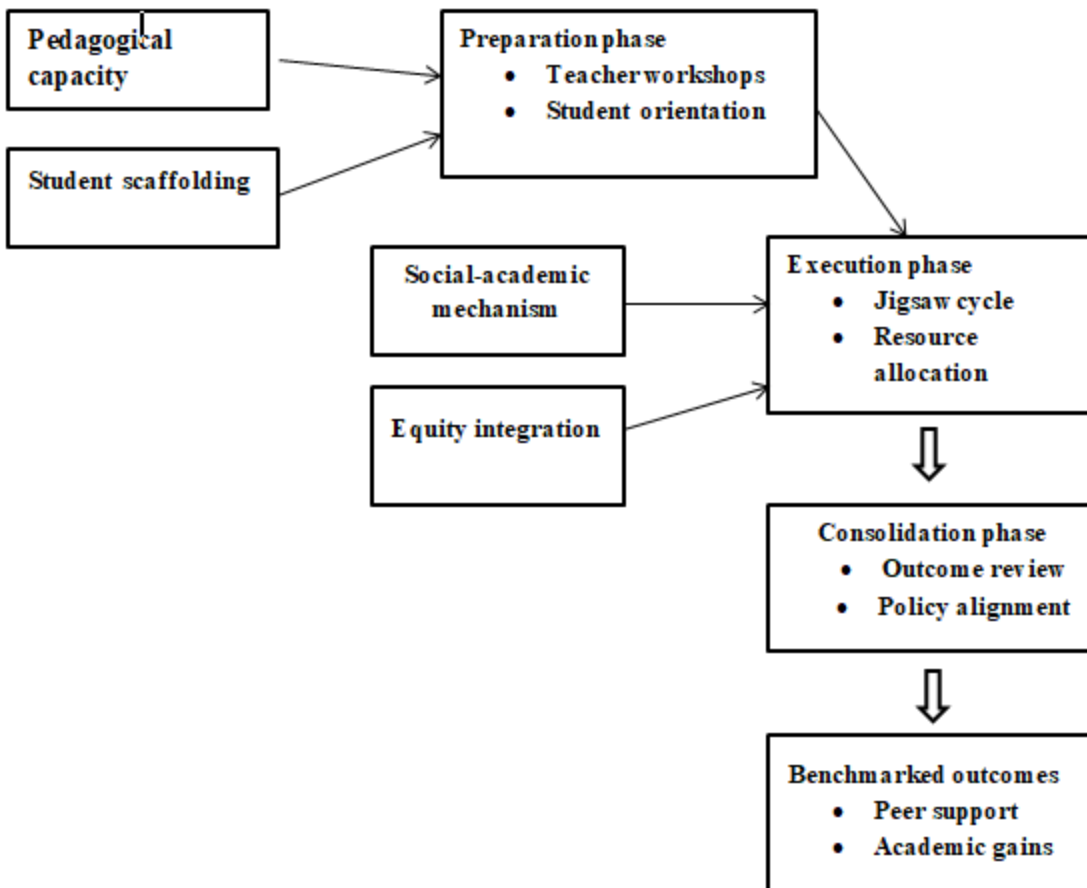 Pedagogical
capacity
Preparation phase
• Teacher workshops
• Student orientation
Student scaffolding
Social-academic
mechanism
Execution phase
• Jigsaw cycle
• Resource
allocation
Equity integration
Consolidation phase
• Outcome review
• Policy alignment
Benchmarked outcomes
• Peer support
• Academic gains